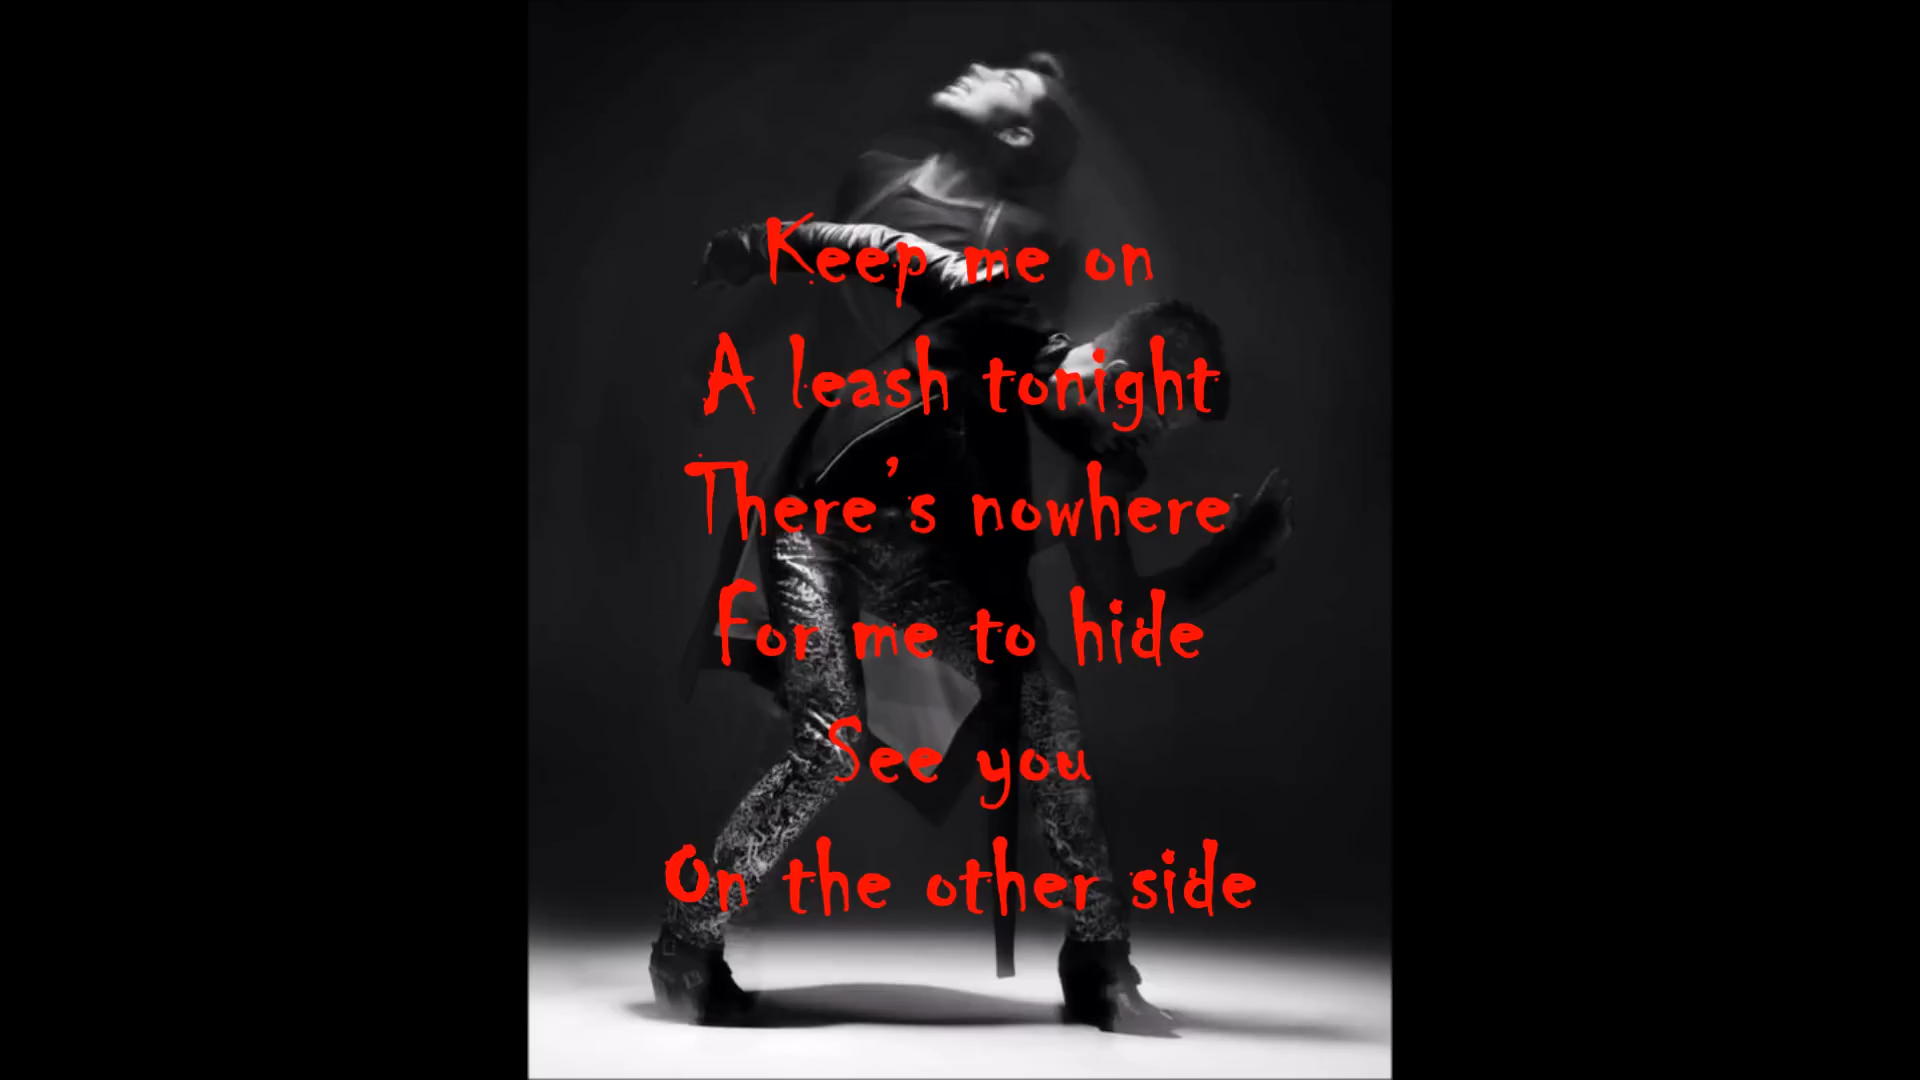 Keep me on
A leash tonight
There's nowhere
For me to hide
See you
On the other side